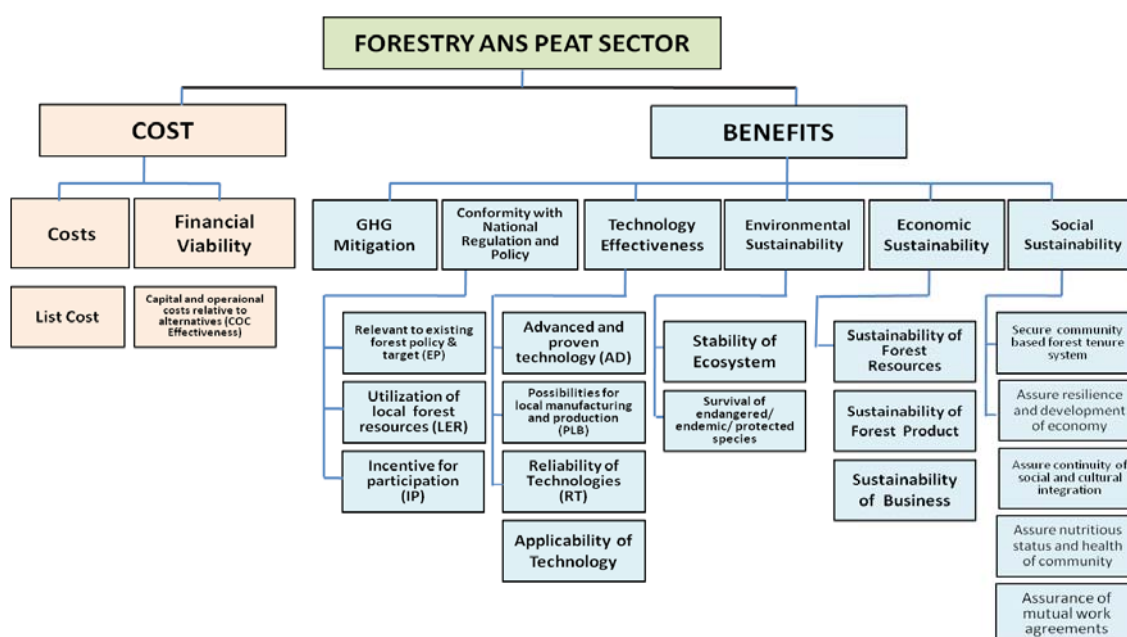 FORESTRY ANS PEAT SECTOR
COST
BENEFITS
Costs
Financial
Viability
GHG
Mitigation
Conformity with
National
Regulation and
Policy
Technology
Effectiveness
Environmental
Sustainability
Economic
Sustainability
Social
Sustainability
List Cost
Capital and operaional
costs relative to
alternatives (COC
Effectiveness)
Relevant to existing
forest policy &
target (EP)
Utilization of
local forest
resources (LER)
Incentive for
participation
(IP)
Advanced and
proven
technology (AD)
Possibilities for
local manufacturing
and production
(PLB)
Reliability of
Technologies
(RT)
Applicability of
Technology
Stability of
Ecosystem
Survival of
endangered/
endemic/ protected
species
Sustainability of
Forest
Resources
Sustainability of
Forest Product
Sustainability
of Business
Secure community
based forest tenure
system
Assure resilience
and development
of economy
Assure continuity of
social and cultural
integration
Assure nutritious
status and health
of community
Assurance of
mutual work
agreements